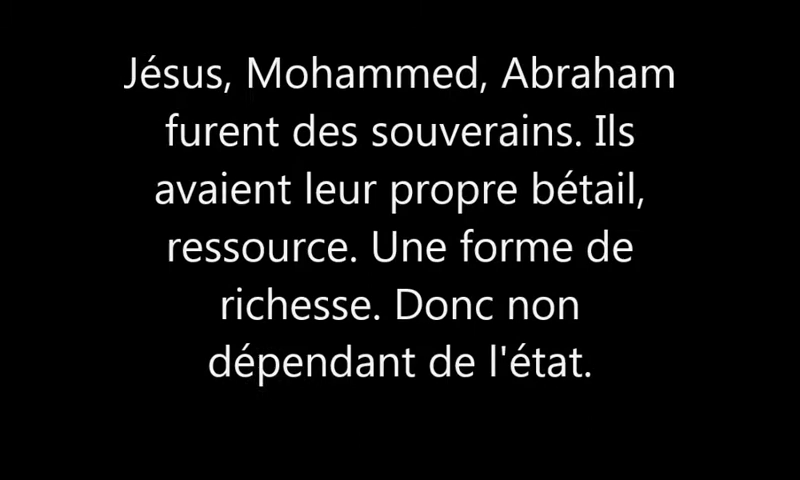 Jésus, Mohammed, Abraham
furent des souverains. Ils
avaient leur propre bétail,
ressource. Une forme de
richesse. Donc non
dépendant de l'état.